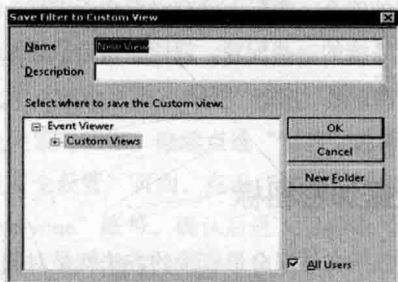 Save Filter to Custom View
Name
New View
Description
Select where to save the Custom view:
Event Viewer
Custom Views
OK
Cancel
New Folder
All Users